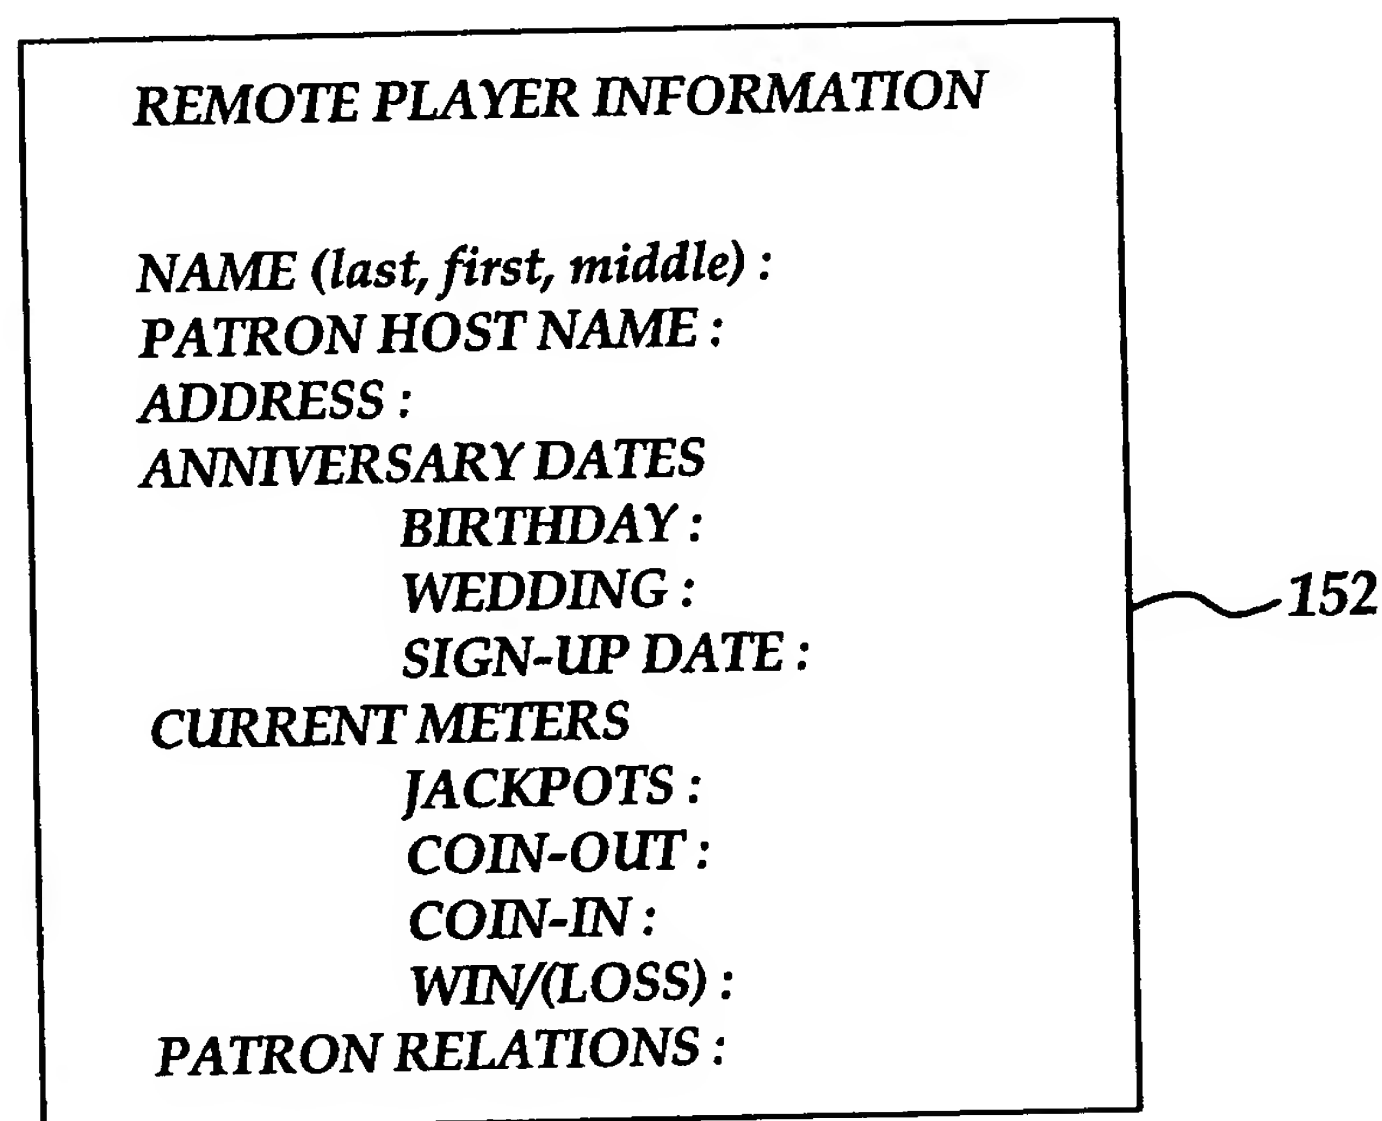 REMOTE PLAYER INFORMATION
NAME (last, first, middle) :
PATRON HOST NAME :
ADDRESS :
ANNIVERSARY DATES
BIRTHDAY :
WEDDING :
SIGN-UP DATE :
152
CURRENT METERS
JACKPOTS :
COIN-OUT :
COIN-IN :
WIN/(LOSS) :
PATRON RELATIONS :